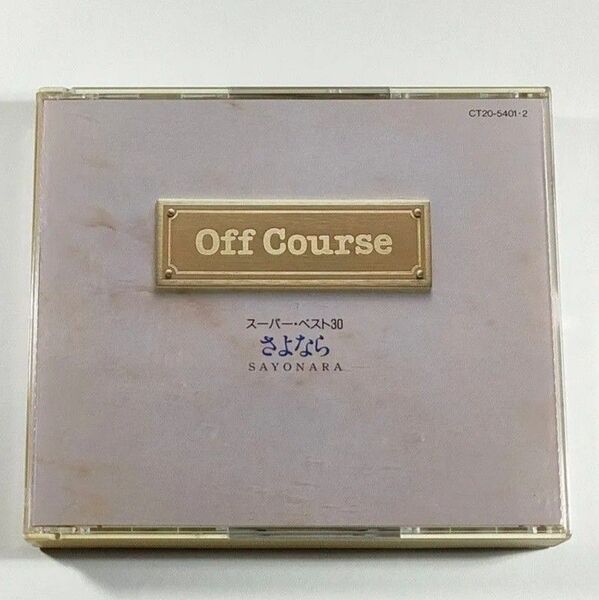 CT20-5401・2
Off Course
スーパー・ベスト30
さよなら
SAYONARA